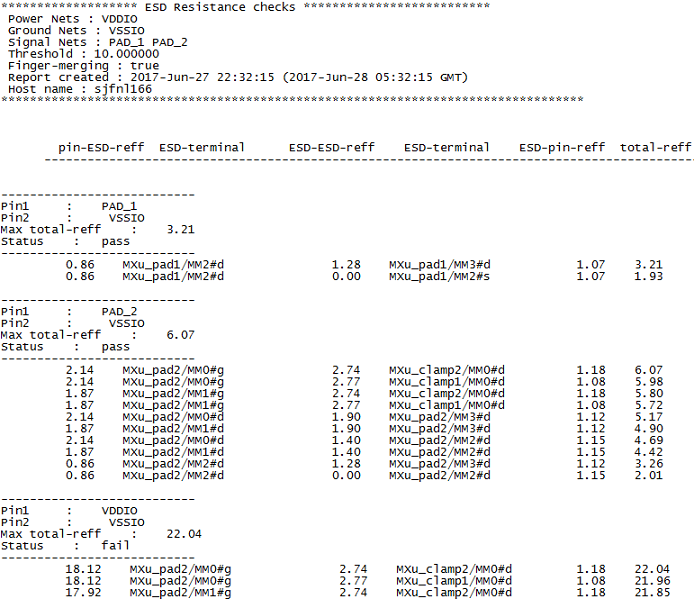 ******************** ESD Resistance checks **************************
Power Nets : VDDIO
Ground Nets : VSSIO
Signal Nets : PAD_1 PAD_2
Threshold : 10.000000
Finger-merging : true
Report created : 2017-Jun-27 22:32:15 (2017-Jun-28 05:32:15 GMT)
Host name : sjfnl166
*********************************************************************************
pin-ESD-reff ESD-terminal ESD-ESD-reff ESD-terminal ESD-pin-reff total-reff
------------------------------------------------------------------------------------------
---------------------------
Pin1 : PAD_1
Pin2 : VSSIO
Max total-reff : 3.21
Status : pass
---------------------------
0.86 MXu_pad1/MM2#d 1.28 MXu_pad1/MM3#d 1.07 3.21
0.86 MXu_pad1/MM2#d 0.00 MXu_pad1/MM2#s 1.07 1.93
---------------------------
Pin1 : PAD_2
Pin2 : VSSIO
Max total-reff : 6.07
Status : pass
---------------------------
2.14 MXu_pad2/MM0#g 2.74 MXu_clamp2/MM0#d 1.18 6.07
2.14 MXu_pad2/MM0#g 2.77 MXu_clamp1/MM0#d 1.08 5.98
1.87 MXu_pad2/MM1#g 2.74 MXu_clamp2/MM0#d 1.18 5.80
1.87 MXu_pad2/MM1#g 2.77 MXu_clamp1/MM0#d 1.08 5.72
2.14 MXu_pad2/MM0#d 1.90 MXu_pad2/MM3#d 1.12 5.17
1.87 MXu_pad2/MM1#d 1.90 MXu_pad2/MM3#d 1.12 4.90
2.14 MXu_pad2/MM0#d 1.40 MXu_pad2/MM2#d 1.15 4.69
1.87 MXu_pad2/MM1#d 1.40 MXu_pad2/MM2#d 1.15 4.42
0.86 MXu_pad2/MM2#d 1.28 MXu_pad2/MM3#d 1.12 3.26
0.86 MXu_pad2/MM2#d 0.00 MXu_pad2/MM2#d 1.15 2.01
---------------------------
Pin1 : VDDIO
Pin2 : VSSIO
Max total-reff : 22.04
Status : fail
---------------------------
18.12 MXu_pad2/MM0#g 2.74 MXu_clamp2/MM0#d 1.18 22.04
18.12 MXu_pad2/MM0#g 2.77 MXu_clamp1/MM0#d 1.08 21.96
17.92 MXu_pad2/MM1#g 2.74 MXu_clamp2/MM0#d 1.18 21.85